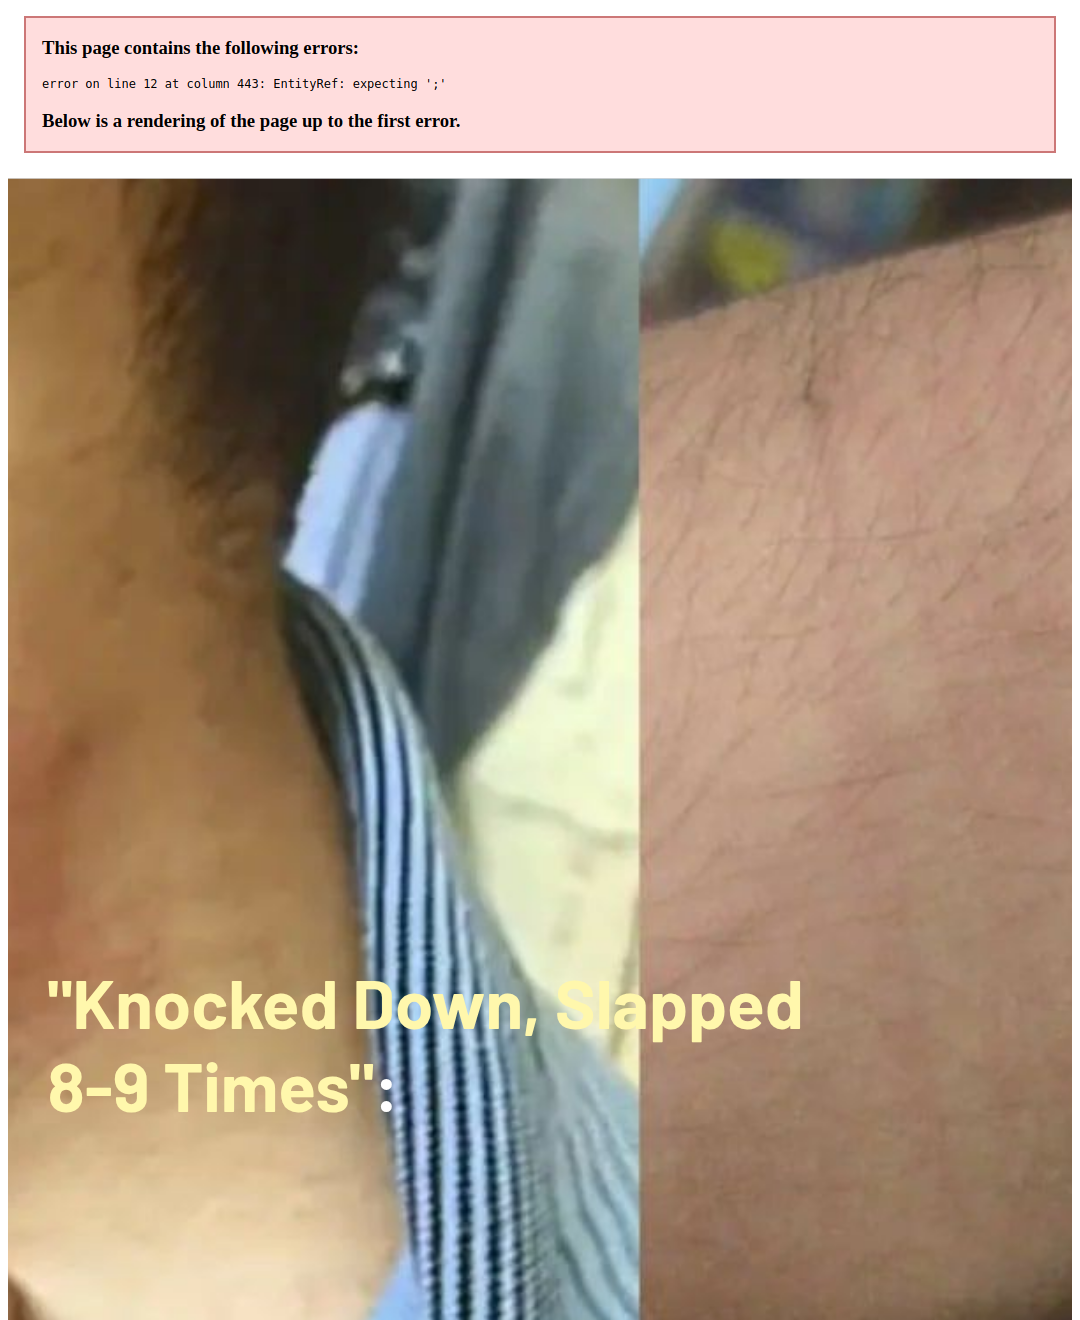 This page contains the following errors:
error on line 12 at column 443: EntityRef: expecting ';'
Below is a rendering of the page up to the first error.
"Knocked Down, Slapped
8-9 Times":